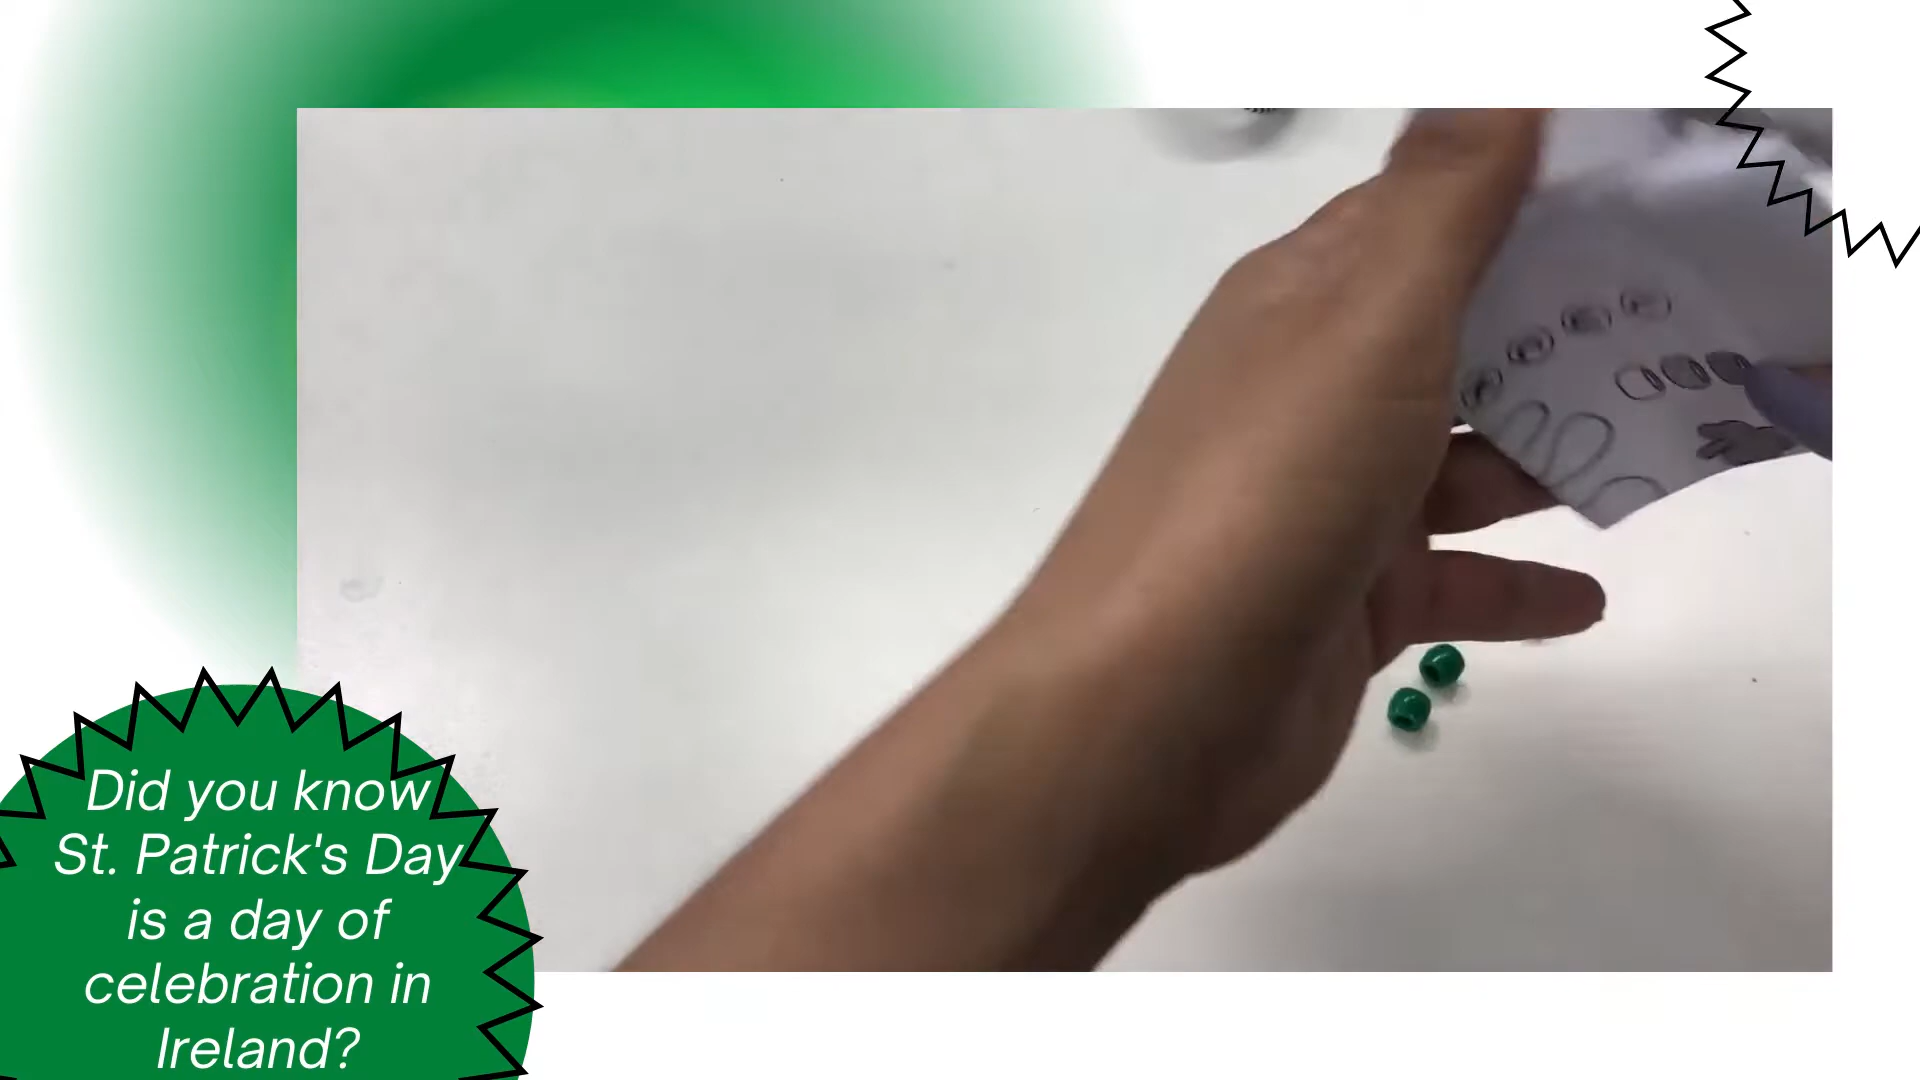 Did you know
St. Patrick's Day
is a day of
celebration in
Ireland?